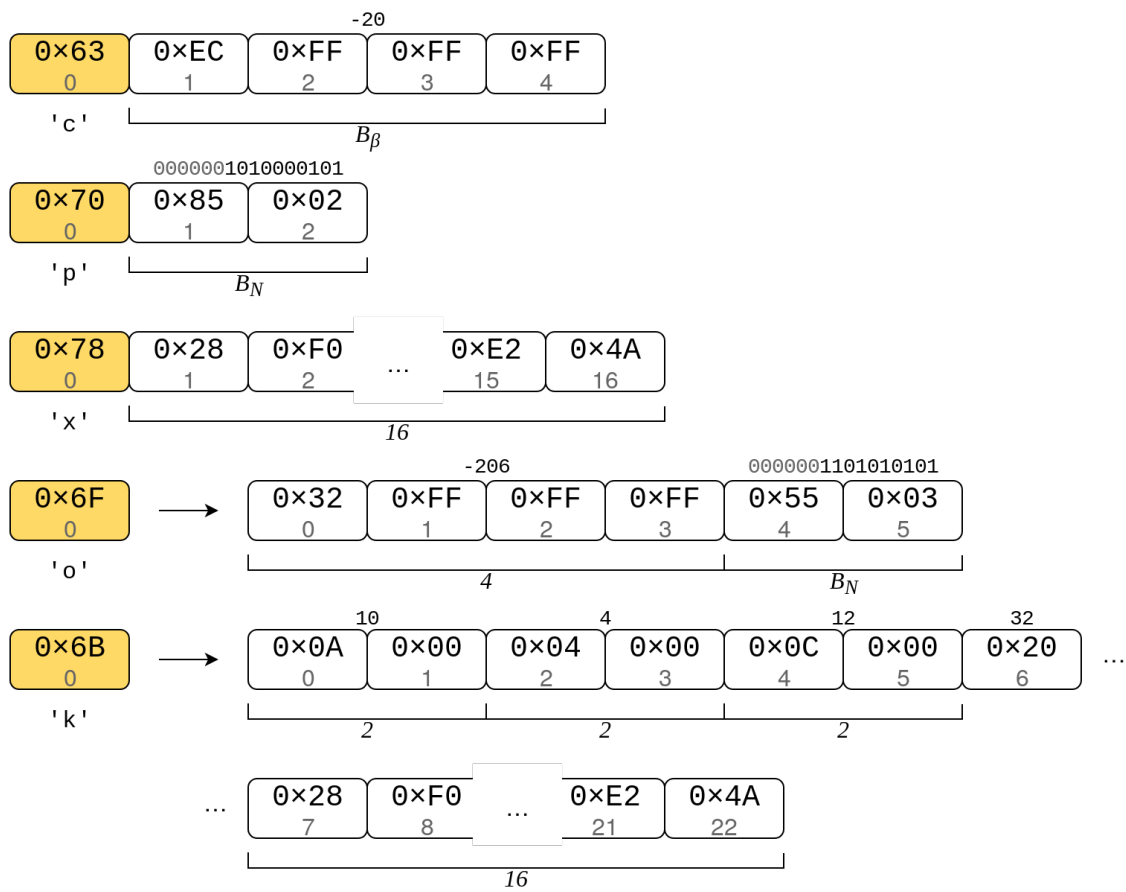 -20
0×63 0×EC 0×FF 0×FF 0×FF
0 1 2 3 4
'c'
Bβ
0000001010000101
0×70 0×85 0×02
0 1 2
'p'
BN
0×78 0×28 0×F0 ... 0×E2 0×4A
0 1 2 15 16
'x'
16
-206 0000001101010101
0×6F 0×32 0×FF 0×FF 0×FF 0×55 0×03
0 0 1 2 3 4 5
'o'
4 BN
10 4 12 32
0×6B 0×0A 0×00 0×04 0×00 0×0C 0×00 0×20 ...
0 0 1 2 3 4 5 6
'k'
2 2 2
... 0×28 0×F0 ... 0×E2 0×4A
7 8 21 22
16